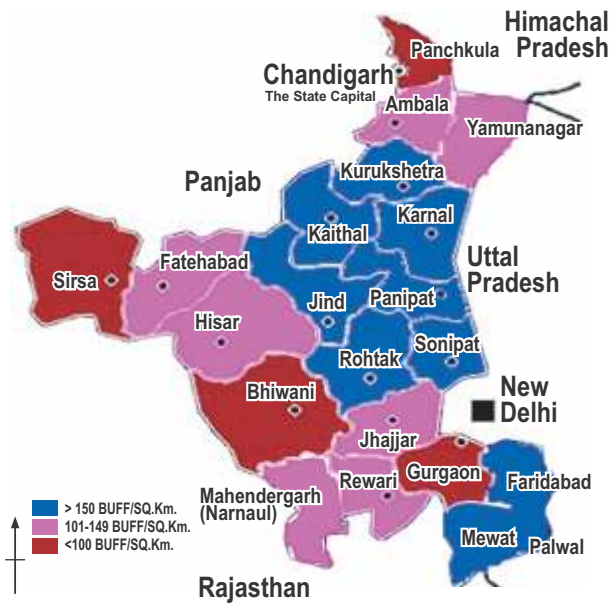 Himachal
Pradesh
Panchkula
Chandigarh
The State Capital
Ambala
Yamunanagar
Kurukshetra
Panjab
Karnal
Kaithal
Uttal
Pradesh
Fatehabad
Sirsa
Jind
Panipat
Hisar
Sonipat
Rohtak
Bhiwani
New
Delhi
Jhajjar
Gurgaon
Rewari
Faridabad
Mahendergarh
(Narnaul)
> 150 BUFF/SQ.Km.
101-149 BUFF/SQ.Km.
<100 BUFF/SQ.Km.
Mewat
Palwal
Rajasthan